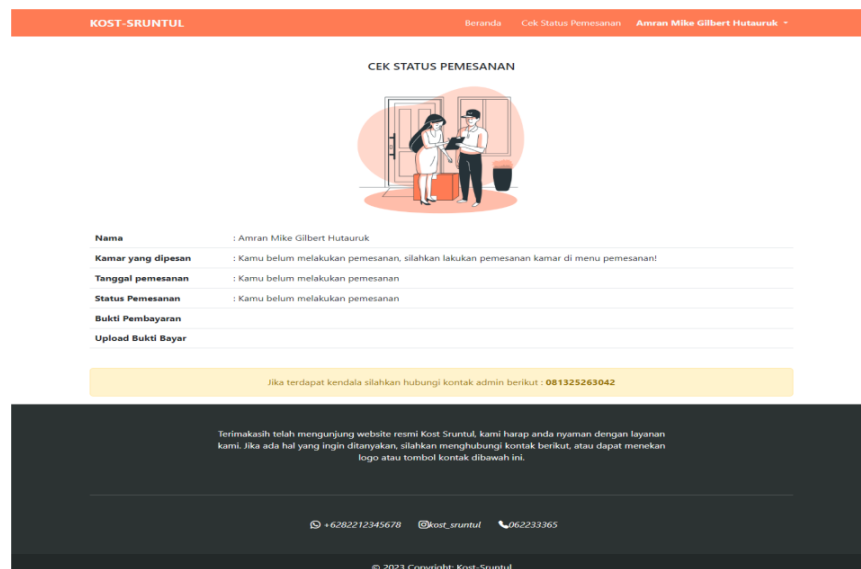 KOST-SRUNTUL
Beranda Cek Status Pemesanan Amran Mike Gilbert Hutauruk
CEK STATUS PEMESANAN
Nama : Amran Mike Gilbert Hutauruk
Kamar yang dipesan : Kamu belum melakukan pemesanan, silahkan lakukan pemesanan kamar di menu pemesanan!
Tanggal pemesanan : Kamu belum melakukan pemesanan
Status Pemesanan : Kamu belum melakukan pemesanan
Bukti Pembayaran
Upload Bukti Bayar
Jika terdapat kendala silahkan hubungi kontak admin berikut : 081325263042
Terimakasih telah mengunjung website resmi Kost Sruntul, kami harap anda nyaman dengan layanan
kami. Jika ada hal yang ingin ditanyakan, silahkan menghubungi kontak berikut, atau dapat menekan
logo atau tombol kontak dibawah ini.
+6282212345678 kost_sruntul 062233365
© 2023 Copyright: Kost-Sruntul